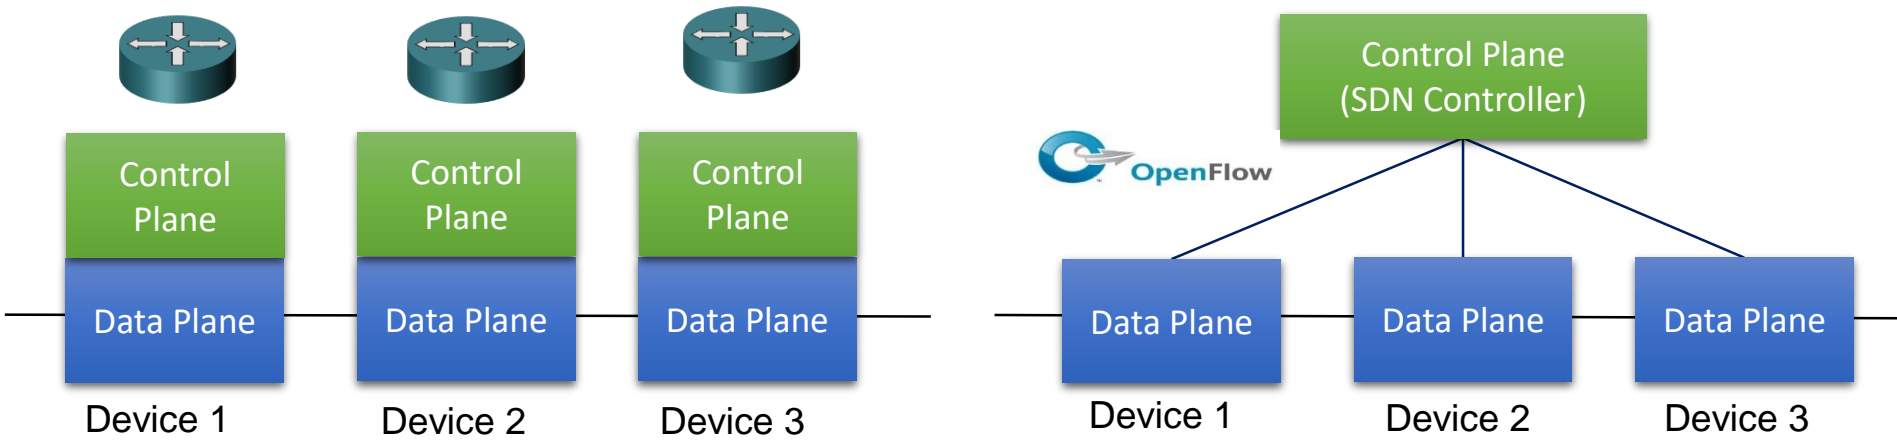 Control
Plane
Data Plane
Device 1
Control
Plane
Data Plane
Device 2
Control
Plane
Data Plane
Device 3
Control Plane
(SDN Controller)
OpenFlow
™
Data Plane
Device 1
Data Plane
Device 2
Data Plane
Device 3